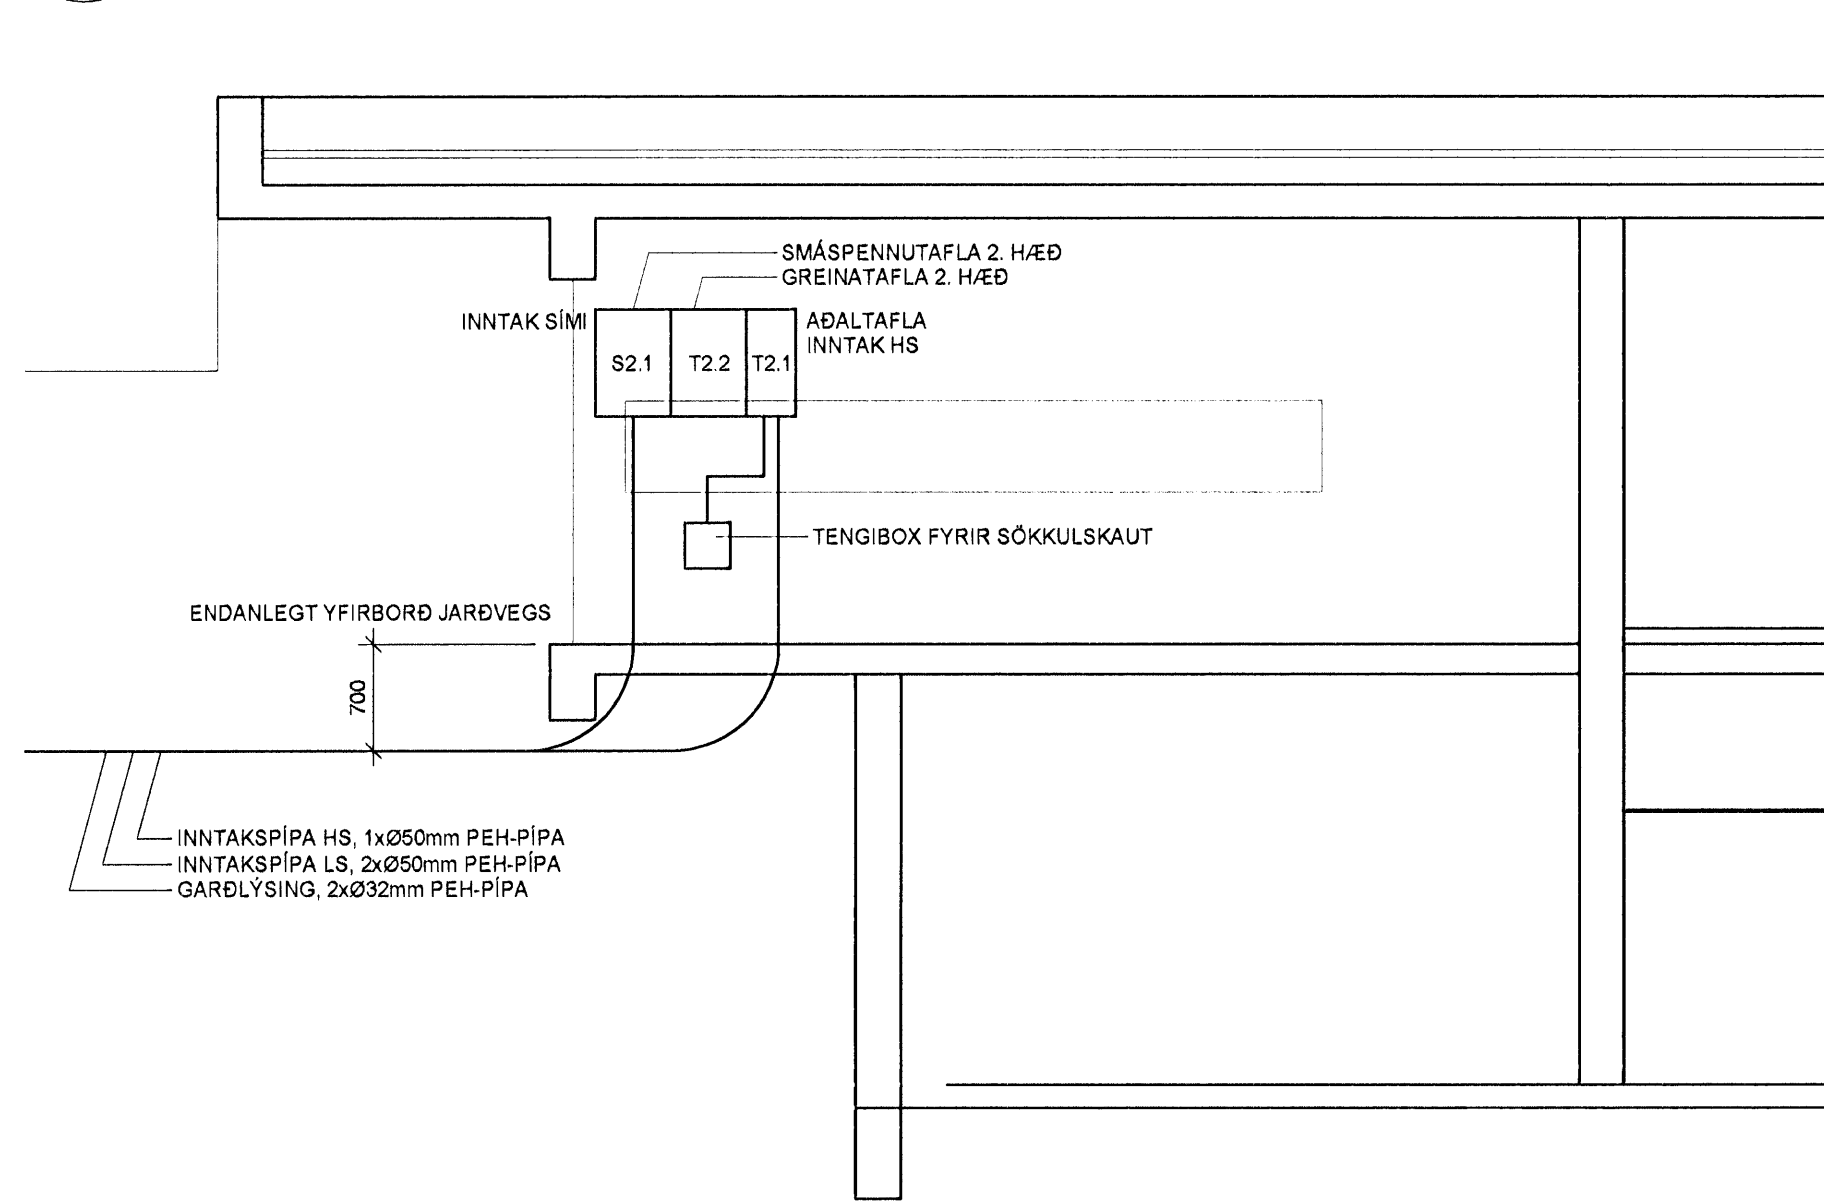 SMÁSPENNUTAFLA 2. HÆÐ
GREINATAFLA 2. HÆÐ
INNTAK SÍMI
AÐALTAFLA
INNTAK HS
S2.1
T2.2
T2.1
TENGIBOX FYRIR SÖKKULSKAUT
ENDANLEGT YFIRBORÐ JARÐVEGS
700
INNTAKSPÍPA HS, 1xØ50mm PEH-PÍPA
INNTAKSPÍPA LS, 2xØ50mm PEH-PÍPA
GARÐLÝSING, 2xØ32mm PEH-PÍPA